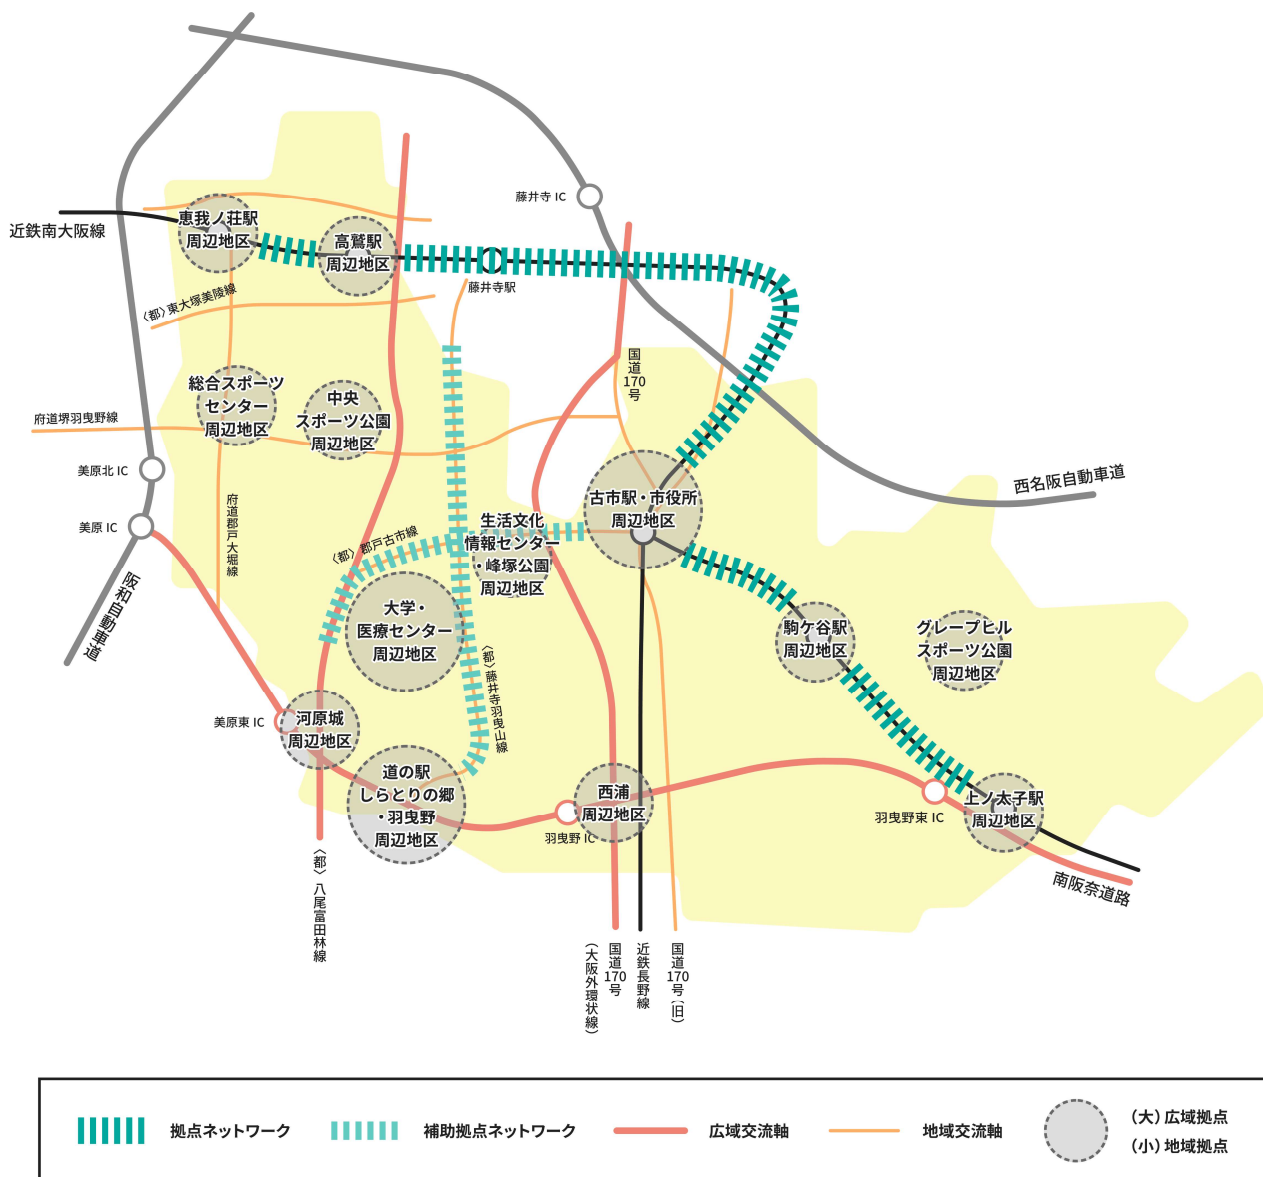 藤井寺 IC
恵我ノ荘駅
周辺地区
近鉄南大阪線
高鷲駅
周辺地区
藤井寺駅
〈都〉東大塚美陵線
国道170号
総合スポーツ
センター
周辺地区
中央
スポーツ公園
周辺地区
府道堺羽曳野線
美原北 IC
西名阪自動車道
古市駅・市役所
周辺地区
府道郡戸大堀線
美原 IC
生活文化
情報センター
・峰塚公園
周辺地区
〈都〉郡戸古市線
阪和自動車道
大学・
医療センター
周辺地区
駒ケ谷駅
周辺地区
グレープヒル
スポーツ公園
周辺地区
〈都〉藤井寺羽曳山線
美原東 IC
河原城
周辺地区
道の駅
しらとりの郷
・羽曳野
周辺地区
西浦
周辺地区
羽曳野 IC
羽曳野東 IC
上ノ太子駅
周辺地区
南阪奈道路
〈都〉八尾富田林線
国道170号
（大阪外環状線）
近鉄長野線
国道170号（旧）
拠点ネットワーク
補助拠点ネットワーク
広域交流軸
地域交流軸
（大）広域拠点
（小）地域拠点